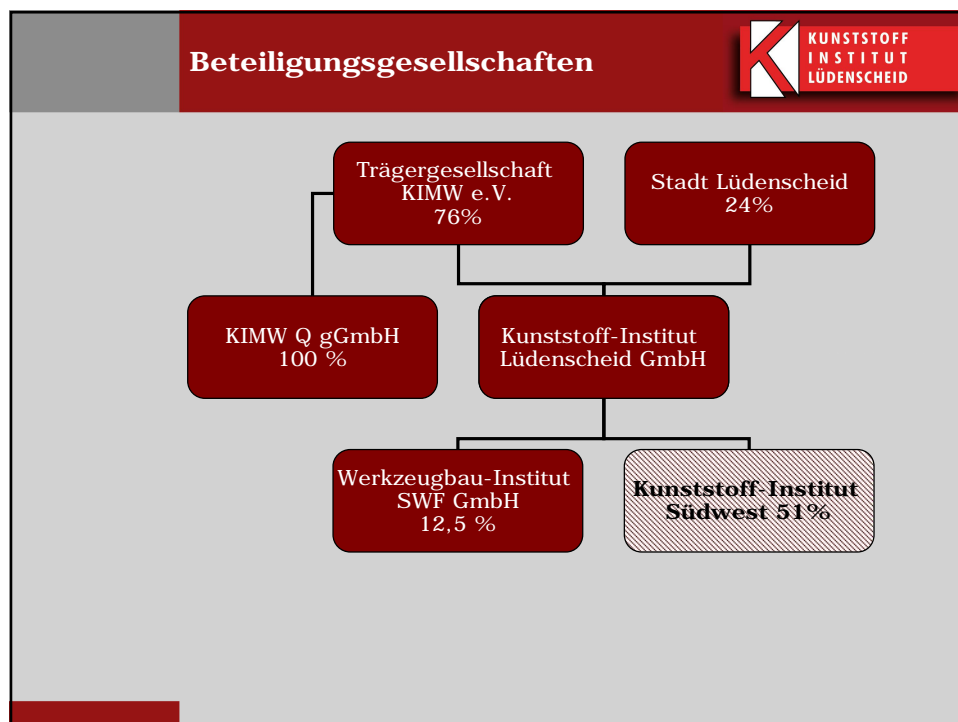 Beteiligungsgesellschaften
KUNSTSTOFF
INSTITUT
LÜDENSCHEID
Trägergesellschaft
KIMW e.V.
76%
Stadt Lüdenscheid
24%
KIMW Q gGmbH
100 %
Kunststoff-Institut
Lüdenscheid GmbH
Werkzeugbau-Institut
SWF GmbH
12,5 %
Kunststoff-Institut
Südwest 51%